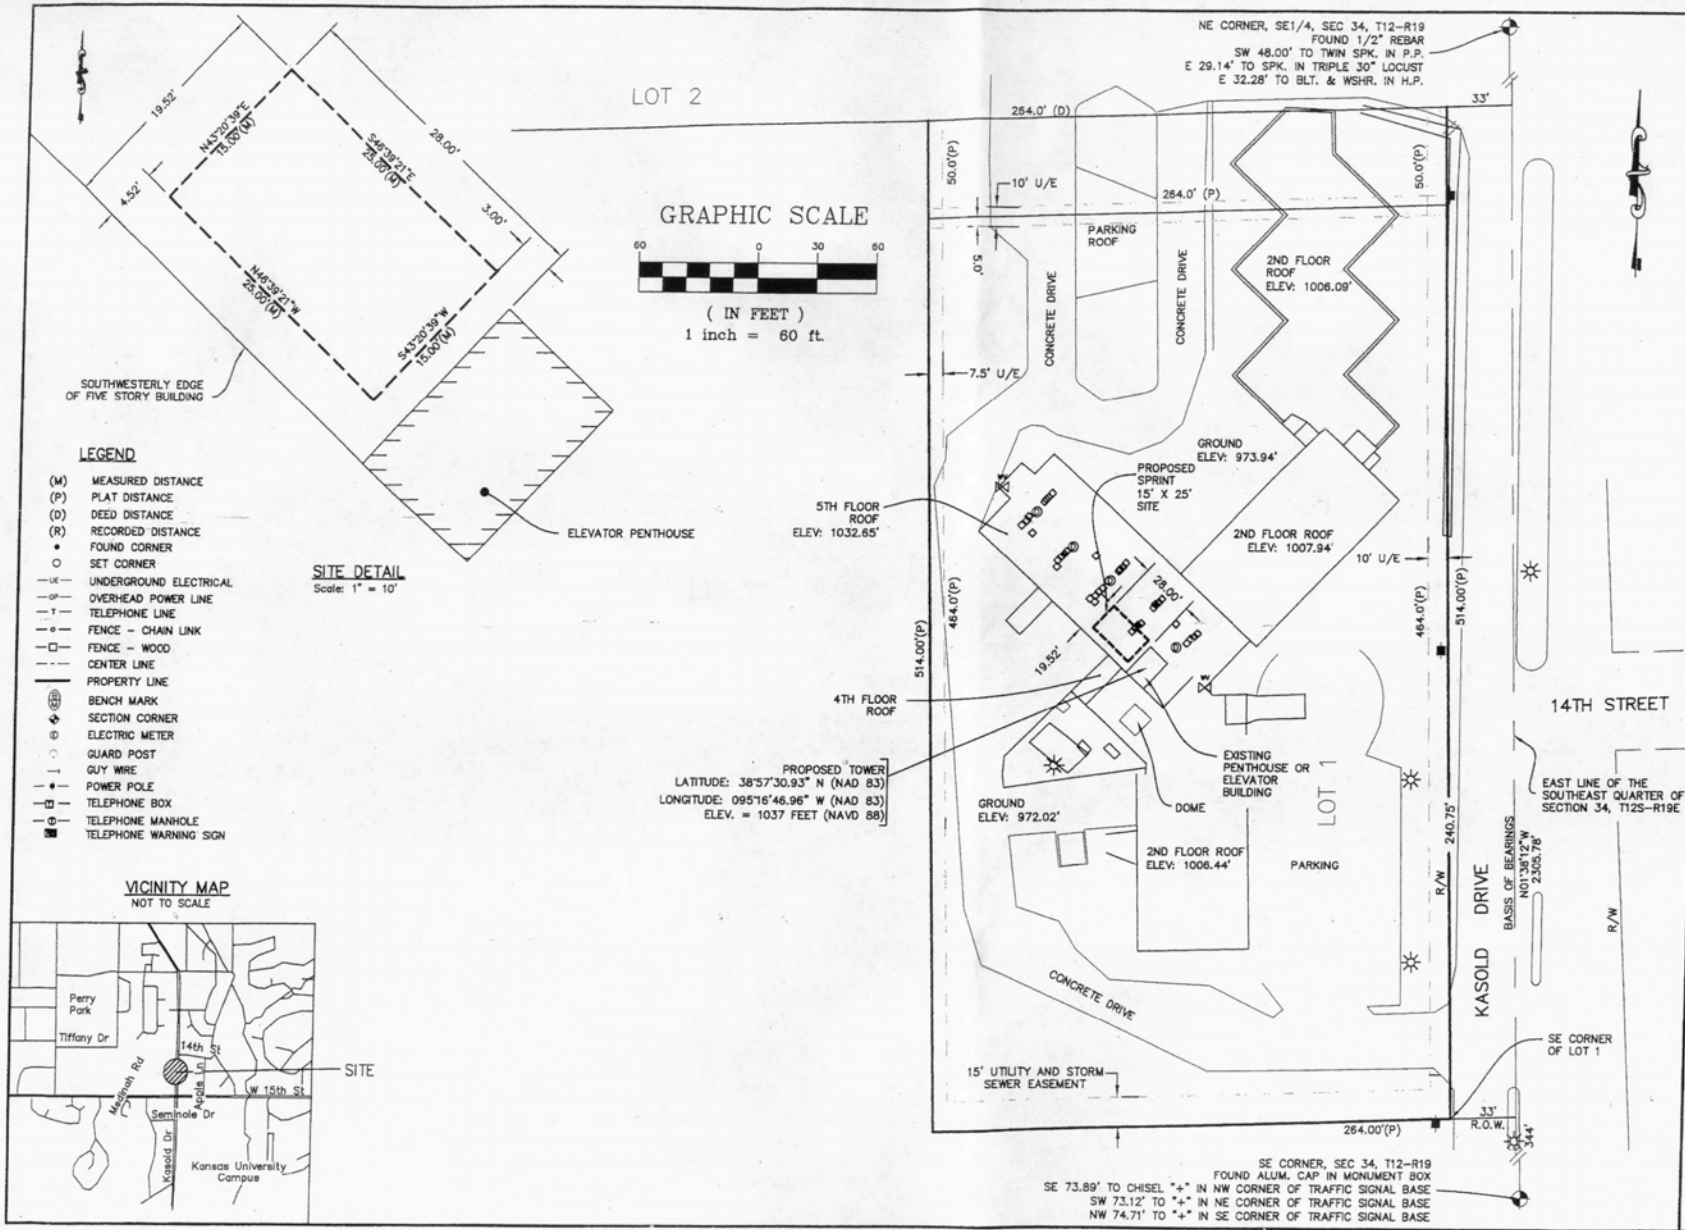 NE CORNER, SE1/4, SEC 34, T12-R19
FOUND 1/2" REBAR
SW 48.00' TO TWIN SPK. IN P.P.
E 29.14' TO SPK. IN TRIPLE 30" LOCUST
E 32.28' TO BLT. & WSHR. IN H.P.
19.52'
N43°20'39"E
15.00'(M)
S46°39'21"E
25.00'(M)
28.00'
4.52'
3.00'
N46°39'21"W
25.00'(M)
S43°20'39"W
15.00'(M)
SOUTHWESTERLY EDGE
OF FIVE STORY BUILDING
ELEVATOR PENTHOUSE
SITE DETAIL
Scale: 1" = 10'
LOT 2
GRAPHIC SCALE
60 0 30 60
( IN FEET )
1 inch = 60 ft.
LEGEND
(M) MEASURED DISTANCE
(P) PLAT DISTANCE
(D) DEED DISTANCE
(R) RECORDED DISTANCE
FOUND CORNER
SET CORNER
UE UNDERGROUND ELECTRICAL
OP OVERHEAD POWER LINE
T TELEPHONE LINE
FENCE - CHAIN LINK
FENCE - WOOD
CENTER LINE
PROPERTY LINE
BENCH MARK
SECTION CORNER
ELECTRIC METER
GUARD POST
GUY WIRE
POWER POLE
TELEPHONE BOX
TELEPHONE MANHOLE
TELEPHONE WARNING SIGN
VICINITY MAP
NOT TO SCALE
Perry
Park
Tiffany Dr
14th St
Medinah Rd
Apple Ln
W 15th St
Seminole Dr
Kasold Dr
Kansas University
Campus
SITE
264.0' (D)
33'
50.0'(P)
50.0'(P)
10' U/E
264.0' (P)
5.0'
PARKING
ROOF
CONCRETE DRIVE
CONCRETE DRIVE
2ND FLOOR
ROOF
ELEV: 1006.09'
7.5' U/E
GROUND
ELEV: 973.94'
PROPOSED
SPRINT
15' X 25'
SITE
5TH FLOOR
ROOF
ELEV: 1032.65'
2ND FLOOR ROOF
ELEV: 1007.94'
10' U/E
28.00'
19.52'
464.0'(P)
514.00'(P)
464.0'(P)
514.00'(P)
4TH FLOOR
ROOF
14TH STREET
PROPOSED TOWER
LATITUDE: 38°57'30.93" N (NAD 83)
LONGITUDE: 095°16'46.96" W (NAD 83)
ELEV. = 1037 FEET (NAVD 88)
EXISTING
PENTHOUSE OR
ELEVATOR
BUILDING
DOME
GROUND
ELEV: 972.02'
LOT 1
2ND FLOOR ROOF
ELEV: 1006.44'
PARKING
240.75'
R/W
KASOLD DRIVE
BASIS OF BEARINGS
N01°38'12"W
2305.78'
R/W
EAST LINE OF THE
SOUTHEAST QUARTER OF
SECTION 34, T12S-R19E
CONCRETE DRIVE
SE CORNER
OF LOT 1
15' UTILITY AND STORM
SEWER EASEMENT
264.00'(P)
33'
R.O.W.
344'
SE CORNER, SEC 34, T12-R19
FOUND ALUM. CAP IN MONUMENT BOX
SE 73.89' TO CHISEL "+" IN NW CORNER OF TRAFFIC SIGNAL BASE
SW 73.12' TO "+" IN NE CORNER OF TRAFFIC SIGNAL BASE
NW 74.71' TO "+" IN SE CORNER OF TRAFFIC SIGNAL BASE